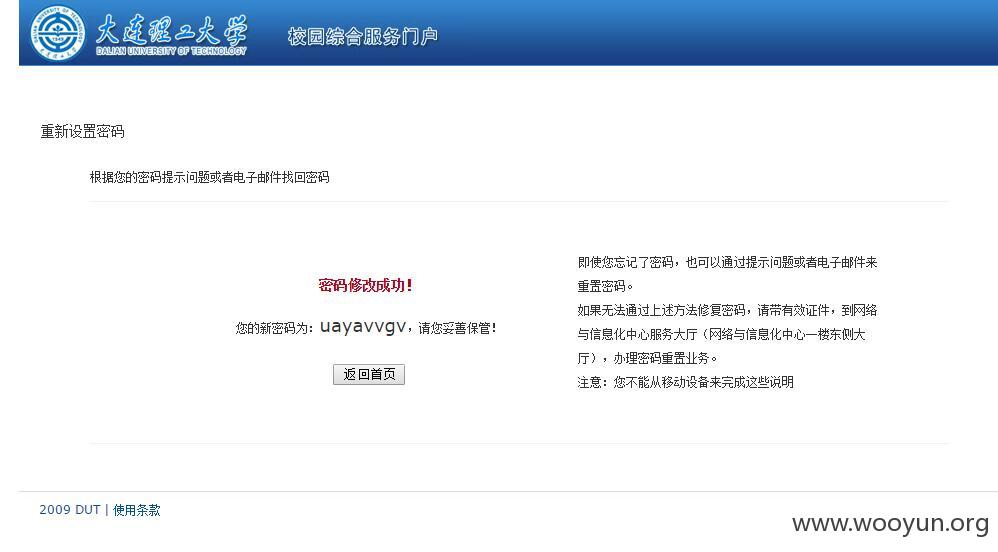 大连理工大学
DALIAN UNIVERSITY OF TECHNOLOGY
校园综合服务门户
重新设置密码
根据您的密码提示问题或者电子邮件找回密码
密码修改成功！
您的新密码为：uayavvgv，请您妥善保管！
返回首页
即使您忘记了密码，也可以通过提示问题或者电子邮件来
重置密码。
如果无法通过上述方法修复密码，请带有效证件，到网络
与信息化中心服务大厅（网络与信息化中心一楼东侧大
厅），办理密码重置业务。
注意：您不能从移动设备来完成这些说明
2009 DUT | 使用条款
www.wooyun.org